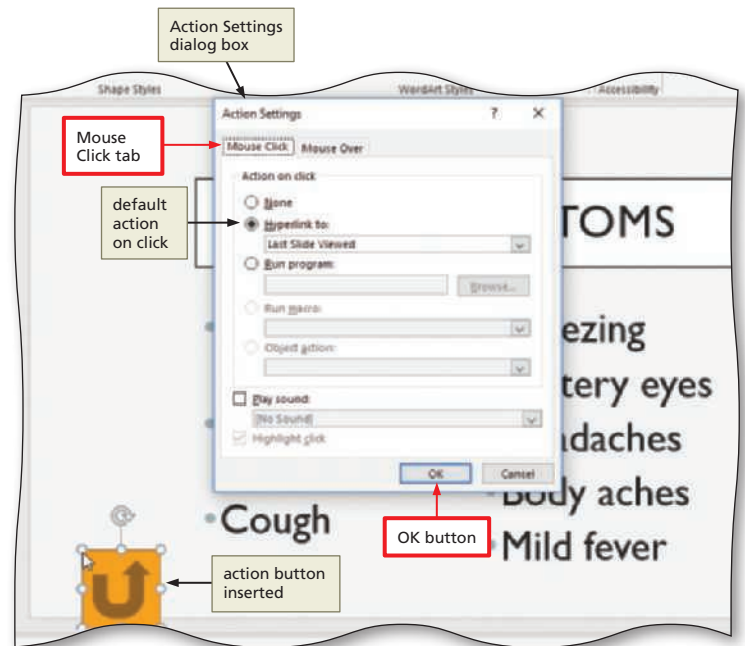 Action Settings
dialog box
Shape Styles
WordArt Styles
Accessibility
Action Settings
?
Mouse
Click tab
Mouse Click
Mouse Over
Action on click
default
action
on click
None
Hyperlink to:
Last Slide Viewed
TOMS
Run program:
Browse...
Run macro:
ezing
Object action:
tery eyes
Play sound:
[No Sound]
daches
Highlight click
OK
Cancel
Body aches
Cough
OK button
Mild fever
action button
inserted